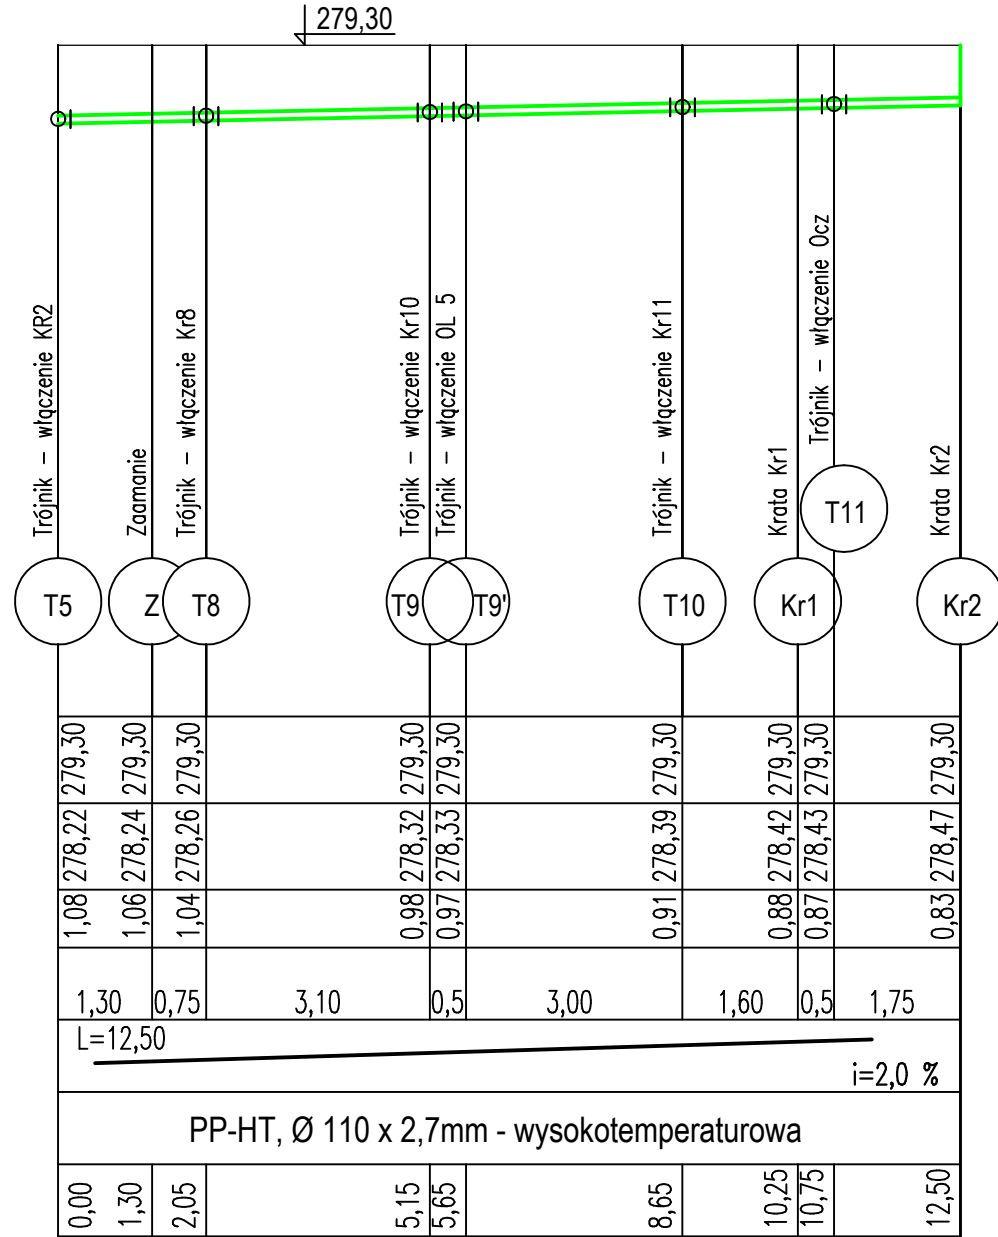 279,30
Trójnik – włączenie KR2
Zaamanie
Trójnik – włączenie Kr8
Trójnik – włączenie Kr10
Trójnik – włączenie OL 5
Trójnik – włączenie Kr11
Krata Kr1
Trójnik – włączenie Ocz
Krata Kr2
T5
Z
T8
T9
T9'
T10
Kr1
T11
Kr2
279,30 279,30 279,30 279,30 279,30 279,30 279,30 279,30 279,30
278,22 278,24 278,26 278,32 278,33 278,39 278,42 278,43 278,47
1,08 1,06 1,04 0,98 0,97 0,91 0,88 0,87 0,83
1,30 0,75 3,10 0,5 3,00 1,60 0,5 1,75
L=12,50
i=2,0 %
PP-HT, Ø 110 x 2,7mm - wysokotemperaturowa
0,00 1,30 2,05 5,15 5,65 8,65 10,25 10,75 12,50